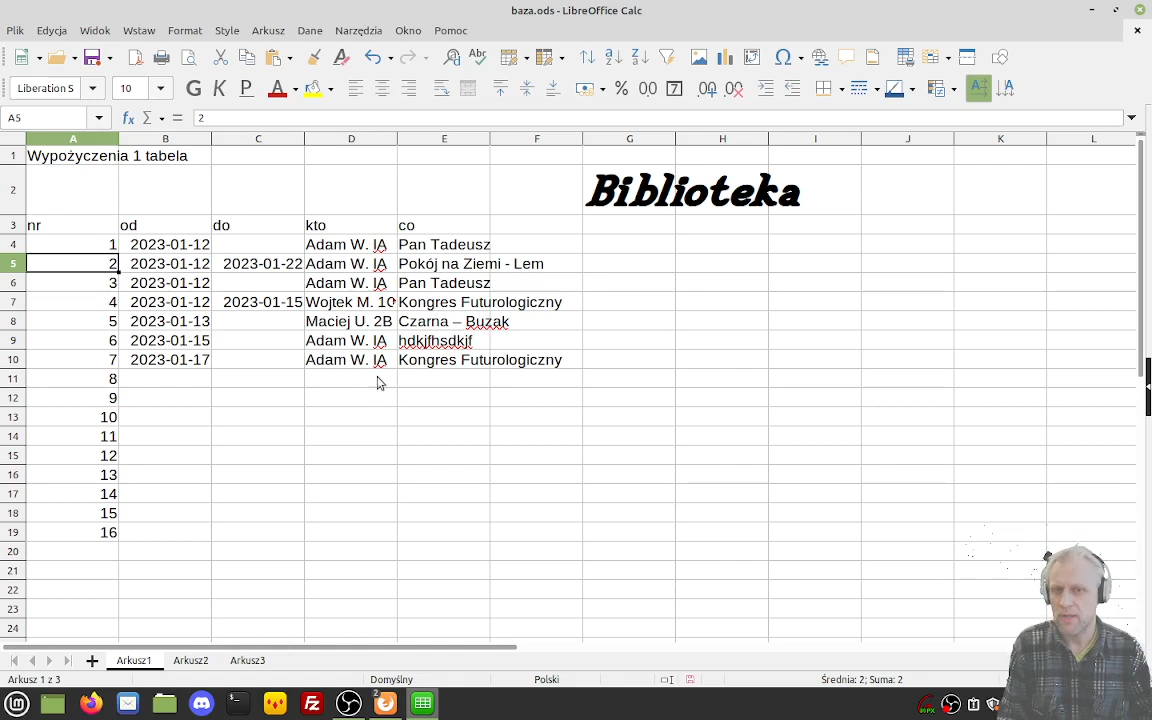 baza.ods - LibreOffice Calc
Plik Edycja Widok Wstaw Format Style Arkusz Dane Narzędzia Okno Pomoc
Liberation S 10 G K P
A5 2
A B C D E F G H I J K L
1 Wypożyczenia 1 tabela
2 Biblioteka
3 nr od do kto co
4 1 2023-01-12 Adam W. IA Pan Tadeusz
5 2 2023-01-12 2023-01-22 Adam W. IA Pokój na Ziemi - Lem
6 3 2023-01-12 Adam W. IA Pan Tadeusz
7 4 2023-01-12 2023-01-15 Wojtek M. 1C Kongres Futurologiczny
8 5 2023-01-13 Maciej U. 2B Czarna – Buzak
9 6 2023-01-15 Adam W. IA hdkjfhsdkjf
10 7 2023-01-17 Adam W. IA Kongres Futurologiczny
11 8
12 9
13 10
14 11
15 12
16 13
17 14
18 15
19 16
20
21
22
23
24
Arkusz1 Arkusz2 Arkusz3
Arkusz 1 z 3 Domyślny Polski Średnia: 2; Suma: 2